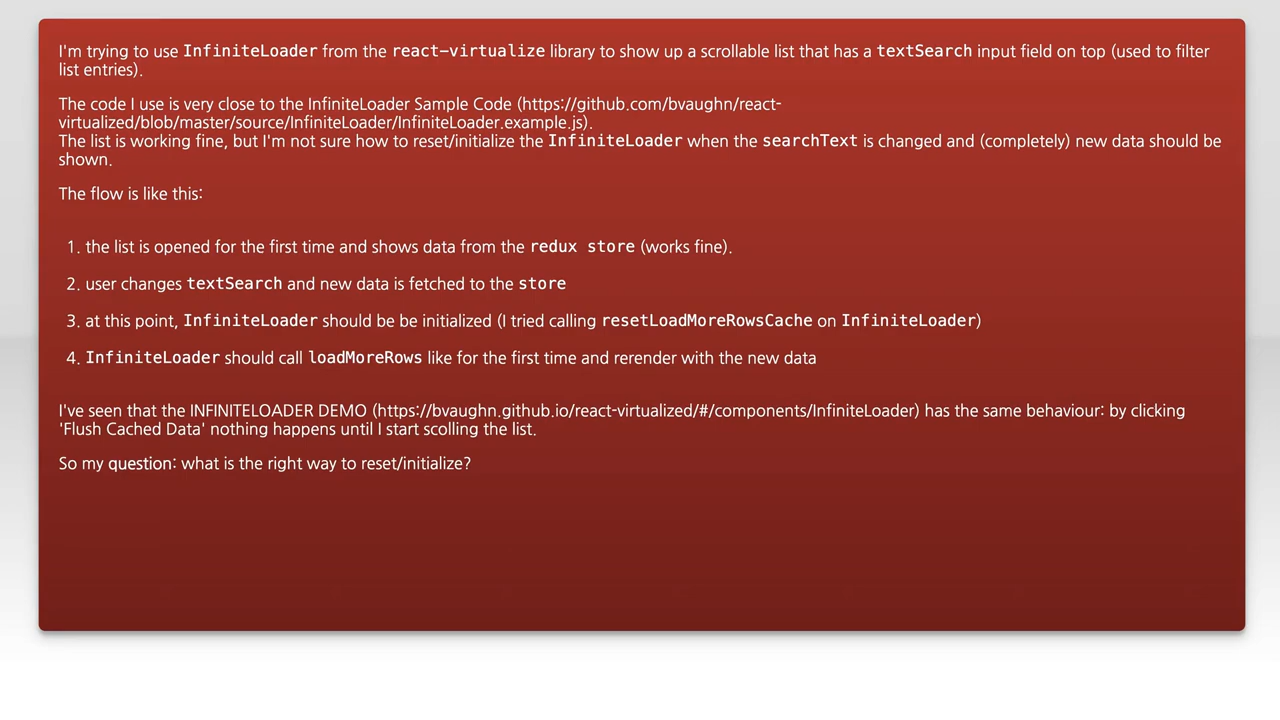 I'm trying to use InfiniteLoader from the react-virtualize library to show up a scrollable list that has a textSearch input field on top (used to filter
list entries).
The code I use is very close to the InfiniteLoader Sample Code (https://github.com/bvaughn/react-
virtualized/blob/master/source/InfiniteLoader/InfiniteLoader.example.js).
The list is working fine, but I'm not sure how to reset/initialize the InfiniteLoader when the searchText is changed and (completely) new data should be
shown.
The flow is like this:
1. the list is opened for the first time and shows data from the redux store (works fine).
2. user changes textSearch and new data is fetched to the store
3. at this point, InfiniteLoader should be be initialized (I tried calling resetLoadMoreRowsCache on InfiniteLoader)
4. InfiniteLoader should call loadMoreRows like for the first time and rerender with the new data
I've seen that the INFINITELOADER DEMO (https://bvaughn.github.io/react-virtualized/#/components/InfiniteLoader) has the same behaviour: by clicking
'Flush Cached Data' nothing happens until I start scolling the list.
So my question: what is the right way to reset/initialize?